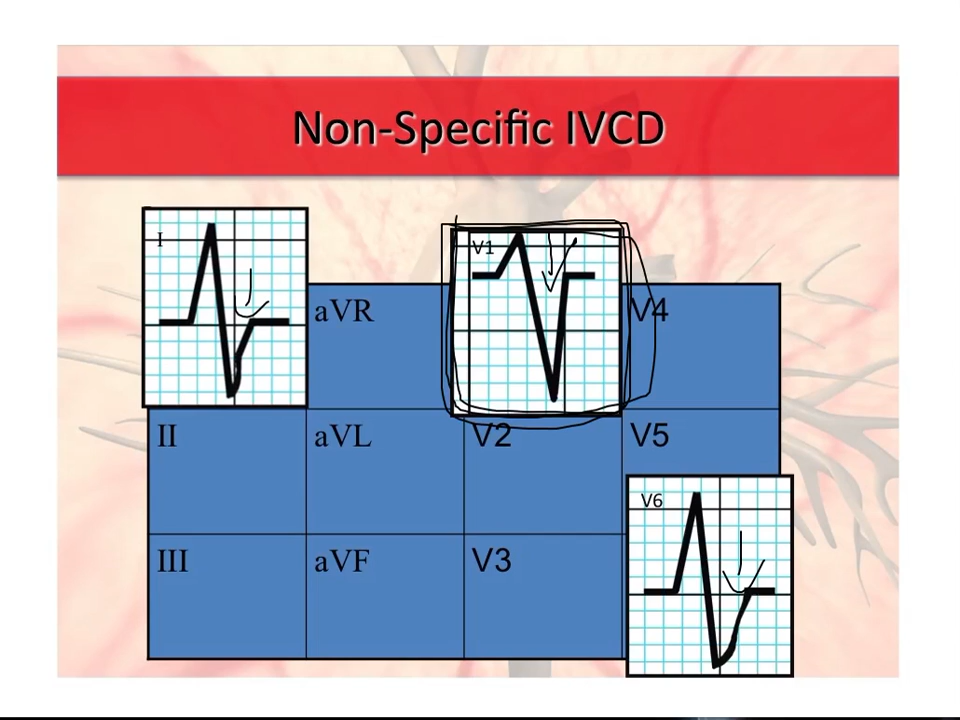 Non-Specific IVCD
I
aVR
V1
V4
II
aVL
V2
V5
III
aVF
V3
V6